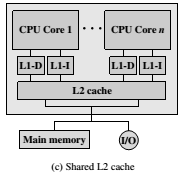 CPU Core 1 • • • CPU Core n
L1-D L1-I L1-D L1-I
L2 cache
Main memory I/O
(c) Shared L2 cache